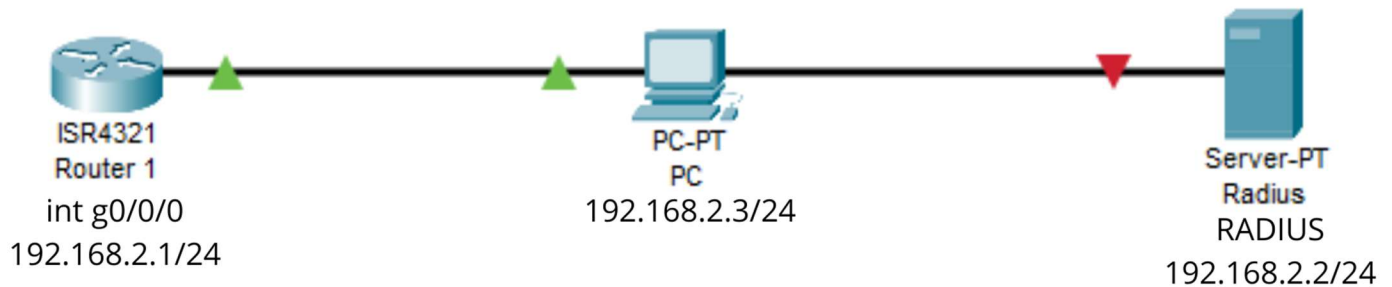 ISR4321
Router 1
int g0/0/0
192.168.2.1/24
PC-PT
PC
192.168.2.3/24
Server-PT
Radius
RADIUS
192.168.2.2/24